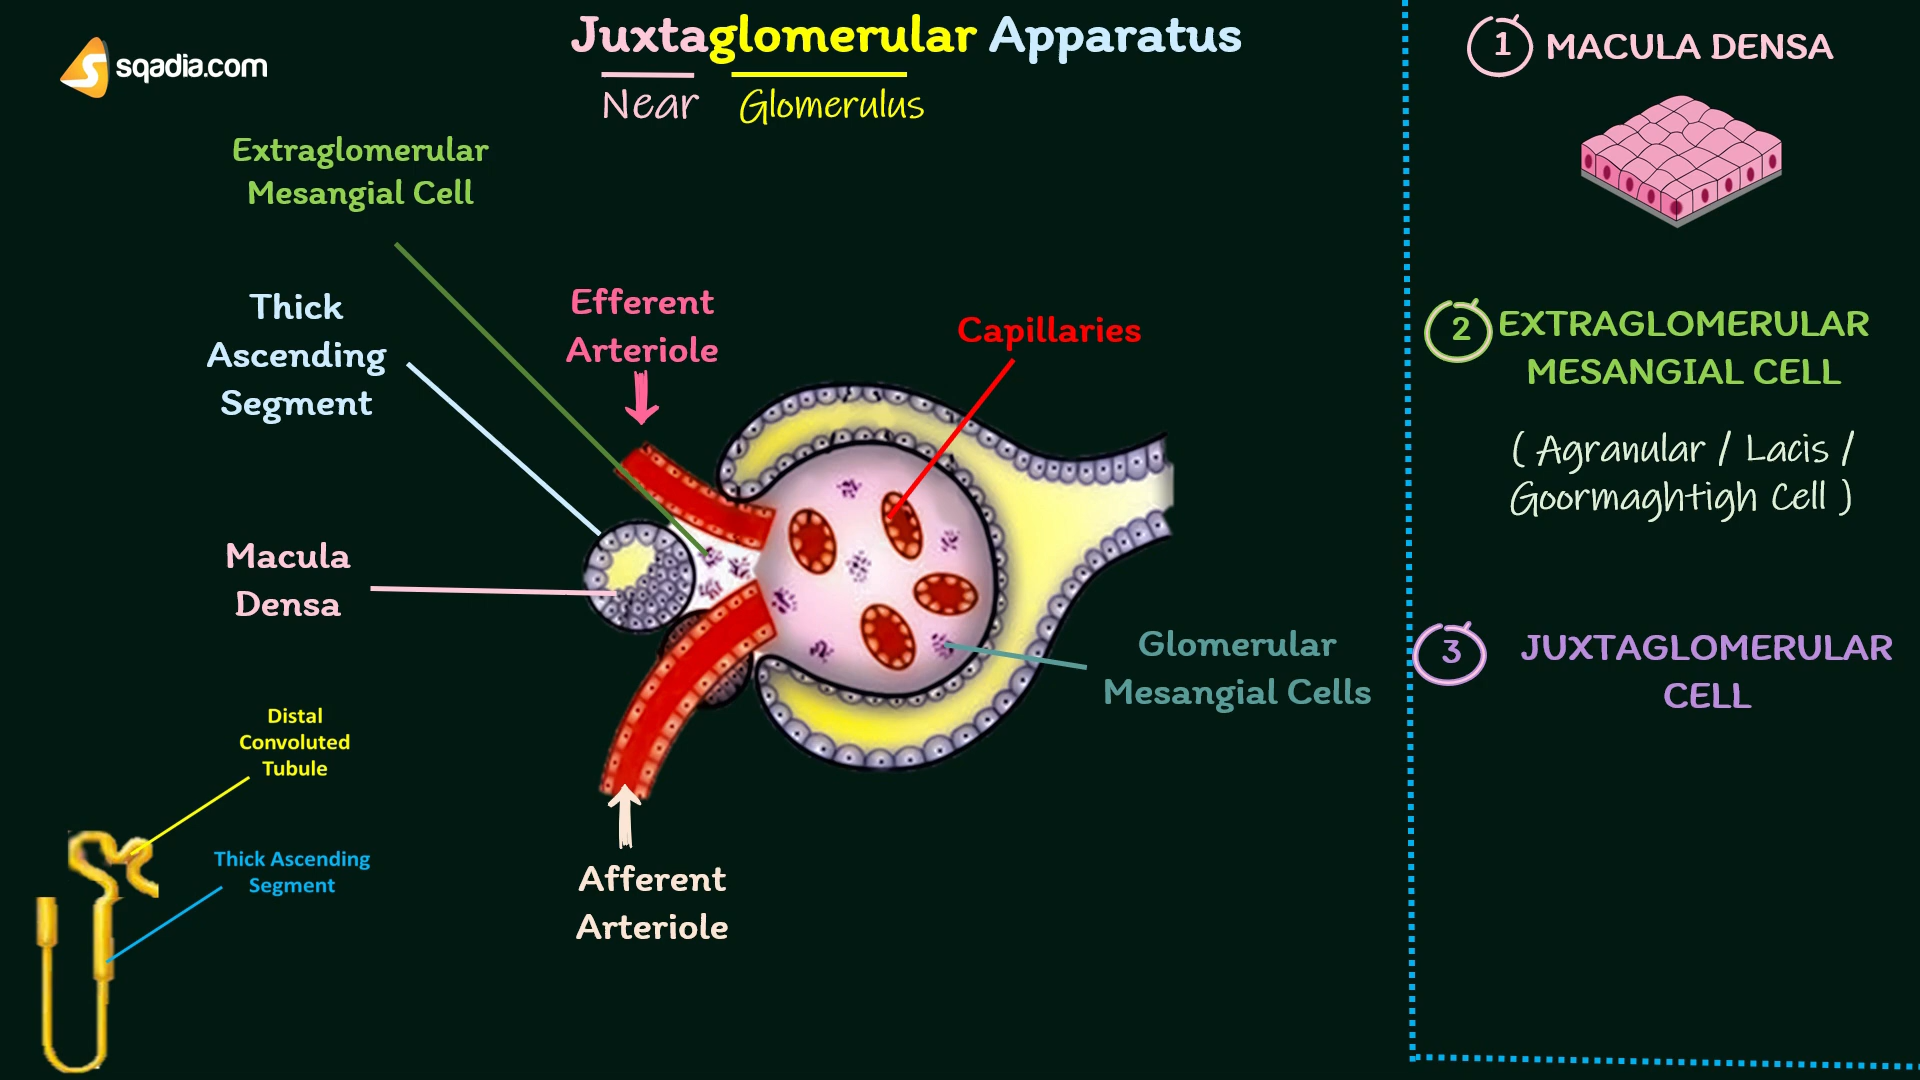 sqadia.com
Juxtaglomerular Apparatus
Near Glomerulus
Extraglomerular
Mesangial Cell
Thick
Ascending
Segment
Efferent
Arteriole
Capillaries
Macula
Densa
Glomerular
Mesangial Cells
Distal
Convoluted
Tubule
Thick Ascending
Segment
Afferent
Arteriole
1 MACULA DENSA
2 EXTRAGLOMERULAR
MESANGIAL CELL
( Agranular / Lacis /
Goormaghtigh Cell )
3 JUXTAGLOMERULAR
CELL